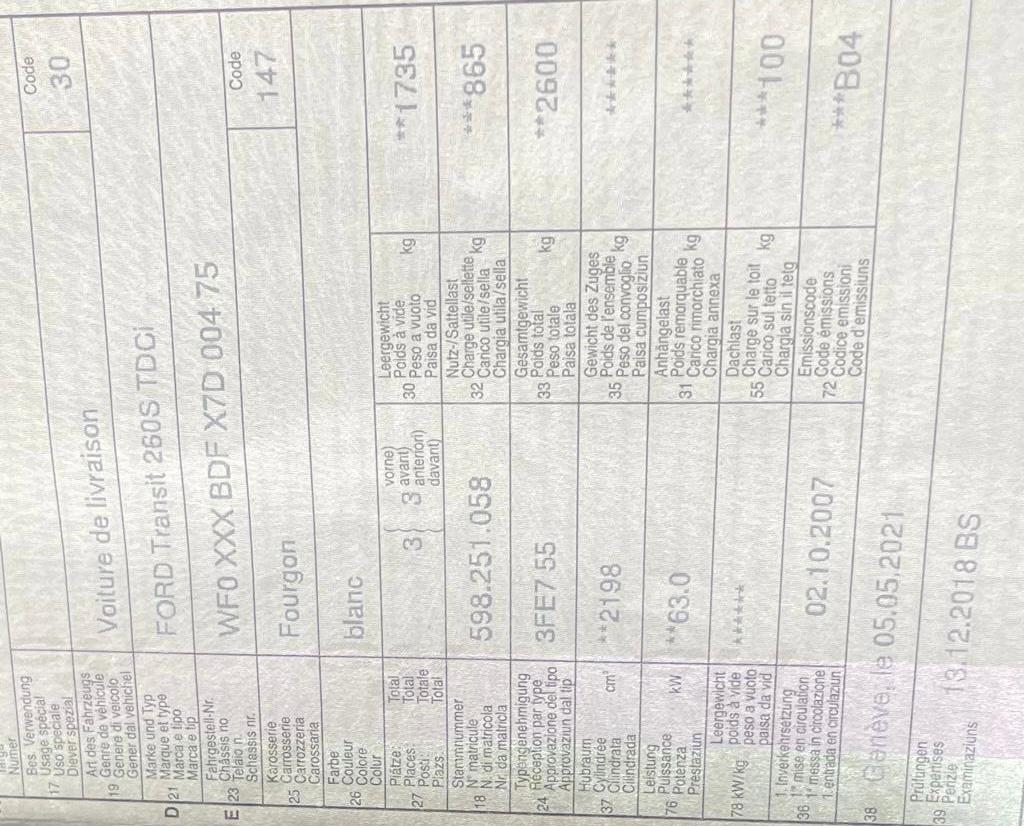 Targa
Numer
17 Bes. Verwendung
Usage spécial
Uso speciale
Diever spezial
19 Art des Fahrzeugs
Genre de véhicule
Genere di veicolo
Gener dal vehichel
Voiture de livraison
Code
30
D 21 Marke und Typ
Marque et type
Marca e tipo
Marca e tip
FORD Transit 260S TDCi
E 23 Fahrgestell-Nr.
Châssis no
Telaio n.
Schassis nr.
WF0 XXX BDF X7D 004 75
25 Karosserie
Carrosserie
Carrozzeria
Carossaria
Fourgon
Code
147
26 Farbe
Couleur
Colore
Colur
blanc
27 Plätze: Total
Places: Total
Posti: Totale
Plazs: Total
3{ 3 vorne)
avant)
anteriori)
davant)
30 Leergewicht
Poids à vide
Peso a vuoto
Paisa da vid
kg
**1735
18 Stammnummer
N° matricule
N. di matricola
Nr. da matricla
598.251.058
32 Nutz-/Sattellast
Charge utile/sellette
Carico utile/sella
Chargia utila/sella
kg
***865
24 Typengenehmigung
Réception par type
Approvazione del tipo
Approvaziun dal tip
3FE7 55
33 Gesamtgewicht
Poids total
Peso totale
Paisa totala
kg
**2600
37 Hubraum
Cylindrée
Cilindrata
Cilindrada
cm³
**2198
35 Gewicht des Zuges
Poids de l'ensemble
Peso del convoglio
Paisa cumposiziun
kg
******
76 Leistung
Puissance
Potenza
Prestaziun
kW
**63.0
31 Anhängelast
Poids remorquable
Carico rimorchiato
Chargia annexa
kg
******
78 kW/kg Leergewicht
poids à vide
peso a vuoto
paisa da vid
******
55 Dachlast
Charge sur le toit
Carico sul tetto
Chargia sin il tetg
kg
***100
36 1. Inverkehrsetzung
1re mise en circulation
1a messa in circolazione
1. entrada en circulaziun
02.10.2007
72 Emissionscode
Code émissions
Codice emissioni
Code d'emissiuns
***B04
38 Genève, le 05.05.2021
39 Prüfungen
Expertises
Perizie
Examinaziuns
13.12.2018 BS